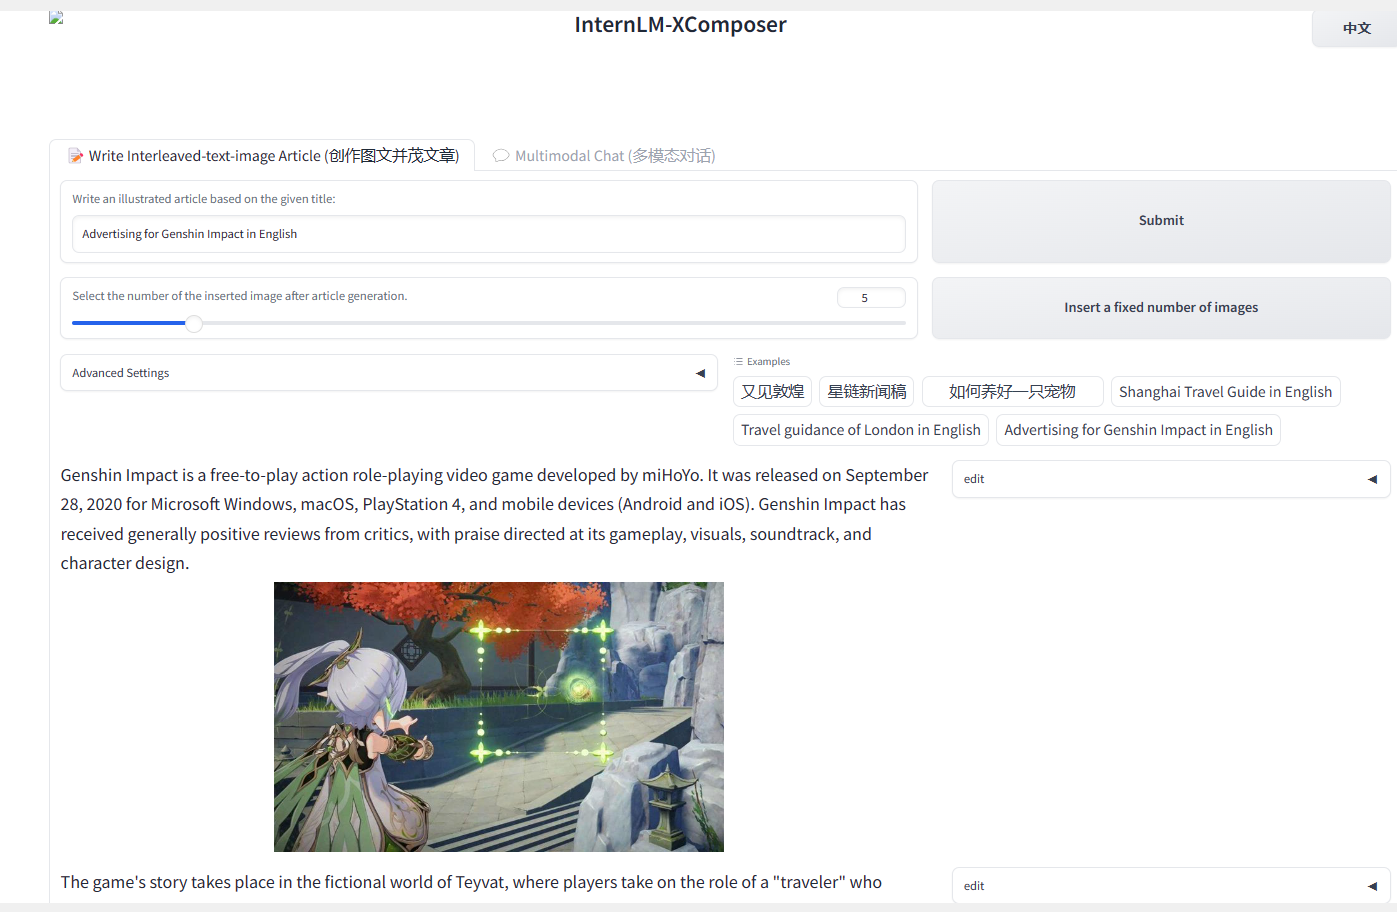 InternLM-XComposer
中文
Write Interleaved-text-image Article (创作图文并茂文章)
Multimodal Chat (多模态对话)
Write an illustrated article based on the given title:
Advertising for Genshin Impact in English
Submit
Select the number of the inserted image after article generation.
5
Insert a fixed number of images
Advanced Settings
Examples
又见敦煌
星链新闻稿
如何养好一只宠物
Shanghai Travel Guide in English
Travel guidance of London in English
Advertising for Genshin Impact in English
Genshin Impact is a free-to-play action role-playing video game developed by miHoYo. It was released on September
28, 2020 for Microsoft Windows, macOS, PlayStation 4, and mobile devices (Android and iOS). Genshin Impact has
received generally positive reviews from critics, with praise directed at its gameplay, visuals, soundtrack, and
character design.
edit
The game's story takes place in the fictional world of Teyvat, where players take on the role of a "traveler" who
edit